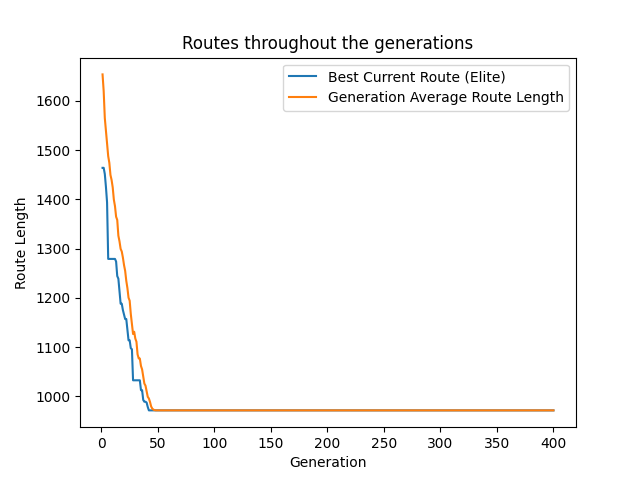 Routes throughout the generations
Best Current Route (Elite)
Generation Average Route Length
Route Length
1600
1500
1400
1300
1200
1100
1000
0 50 100 150 200 250 300 350 400
Generation